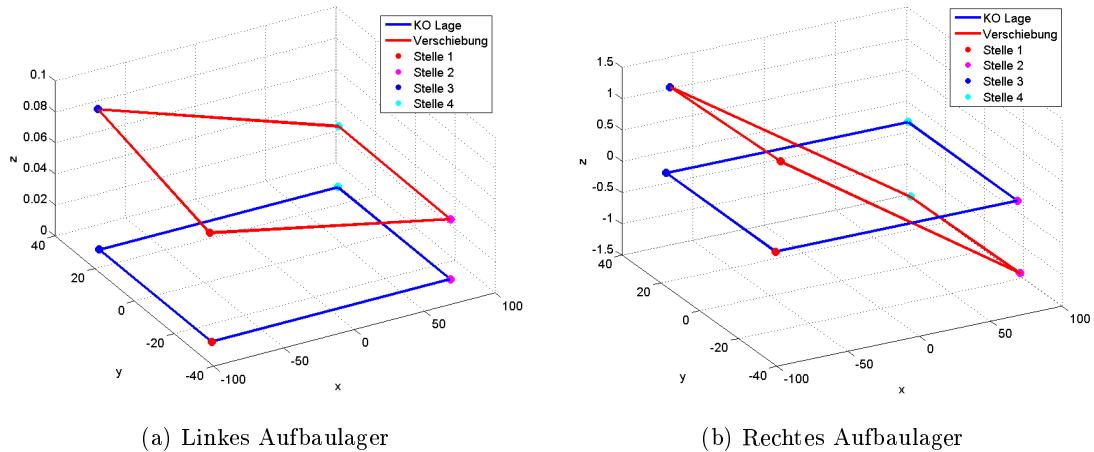 KO Lage
Verschiebung
Stelle 1
Stelle 2
Stelle 3
Stelle 4
0.1
0.08
0.06
0.04
0.02
0
z
40
20
0
-20
-40
y
-100
-50
0
50
100
x
(a) Linkes Aufbaulager
KO Lage
Verschiebung
Stelle 1
Stelle 2
Stelle 3
Stelle 4
1.5
1
0.5
0
-0.5
-1
-1.5
z
40
20
0
-20
-40
y
-100
-50
0
50
100
x
(b) Rechtes Aufbaulager